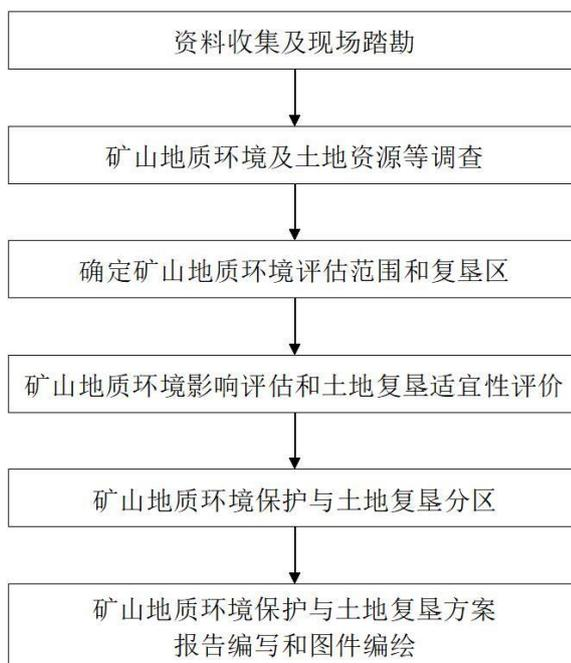 资料收集及现场踏勘
矿山地质环境及土地资源等调查
确定矿山地质环境评估范围和复垦区
矿山地质环境影响评估和土地复垦适宜性评价
矿山地质环境保护与土地复垦分区
矿山地质环境保护与土地复垦方案
报告编写和图件编绘